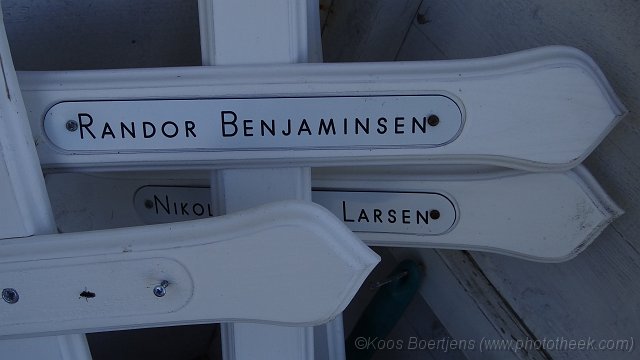 RANDOR BENJAMINSEN
LARSEN
©Koos Boertjens (www.phototheek.com)